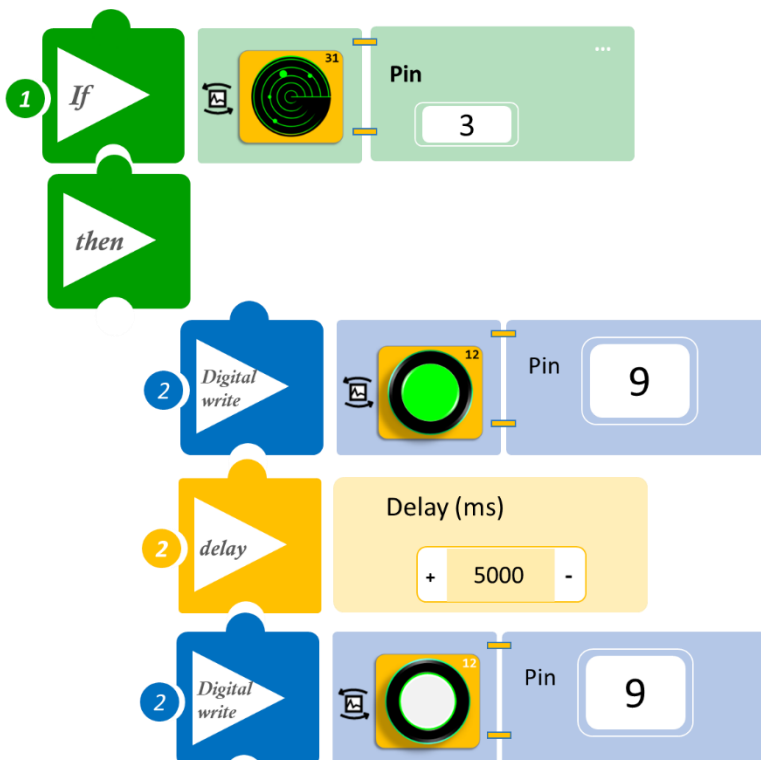 31
...
Pin
1
If
3
then
12
Pin
Digital
write
2
9
Delay (ms)
2
delay
+
5000
-
12
Pin
Digital
write
2
9